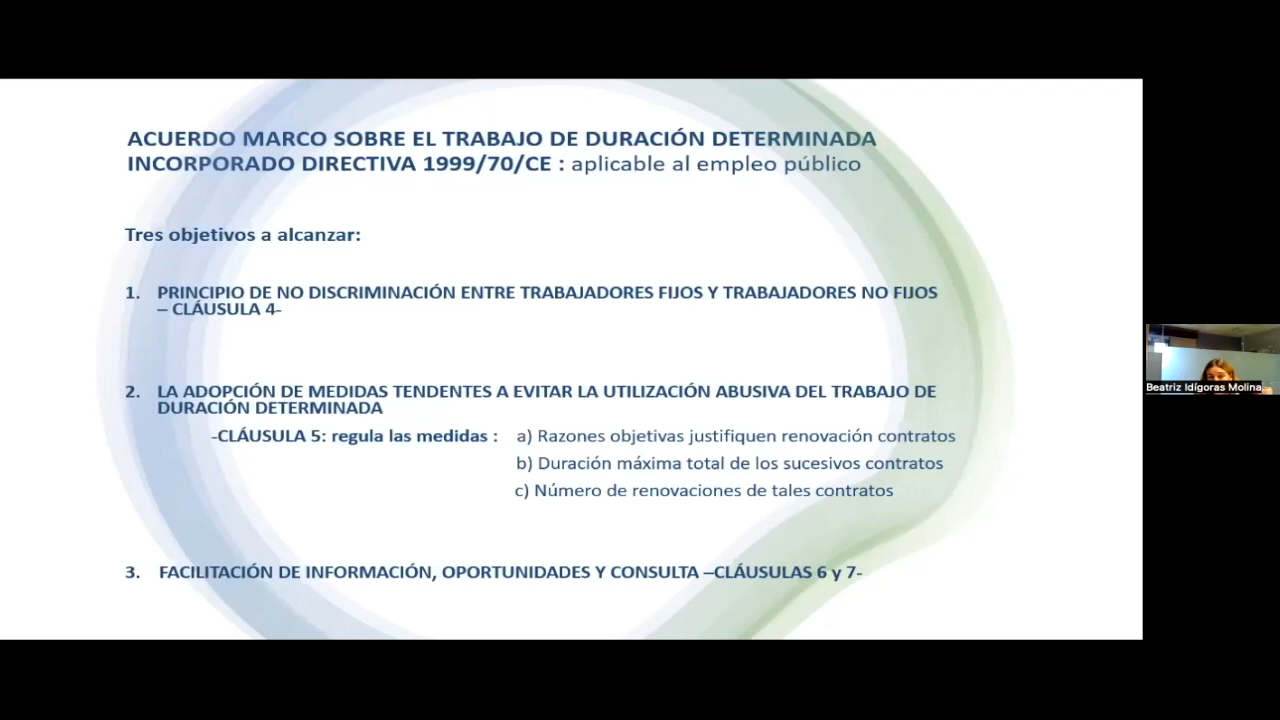 ACUERDO MARCO SOBRE EL TRABAJO DE DURACIÓN DETERMINADA
INCORPORADO DIRECTIVA 1999/70/CE : aplicable al empleo público
Tres objetivos a alcanzar:
1. PRINCIPIO DE NO DISCRIMINACIÓN ENTRE TRABAJADORES FIJOS Y TRABAJADORES NO FIJOS
– CLÁUSULA 4-
2. LA ADOPCIÓN DE MEDIDAS TENDENTES A EVITAR LA UTILIZACIÓN ABUSIVA DEL TRABAJO DE
DURACIÓN DETERMINADA
-CLÁUSULA 5: regula las medidas : a) Razones objetivas justifiquen renovación contratos
b) Duración máxima total de los sucesivos contratos
c) Número de renovaciones de tales contratos
3. FACILITACIÓN DE INFORMACIÓN, OPORTUNIDADES Y CONSULTA –CLÁUSULAS 6 y 7-
Beatriz Idígoras Molina